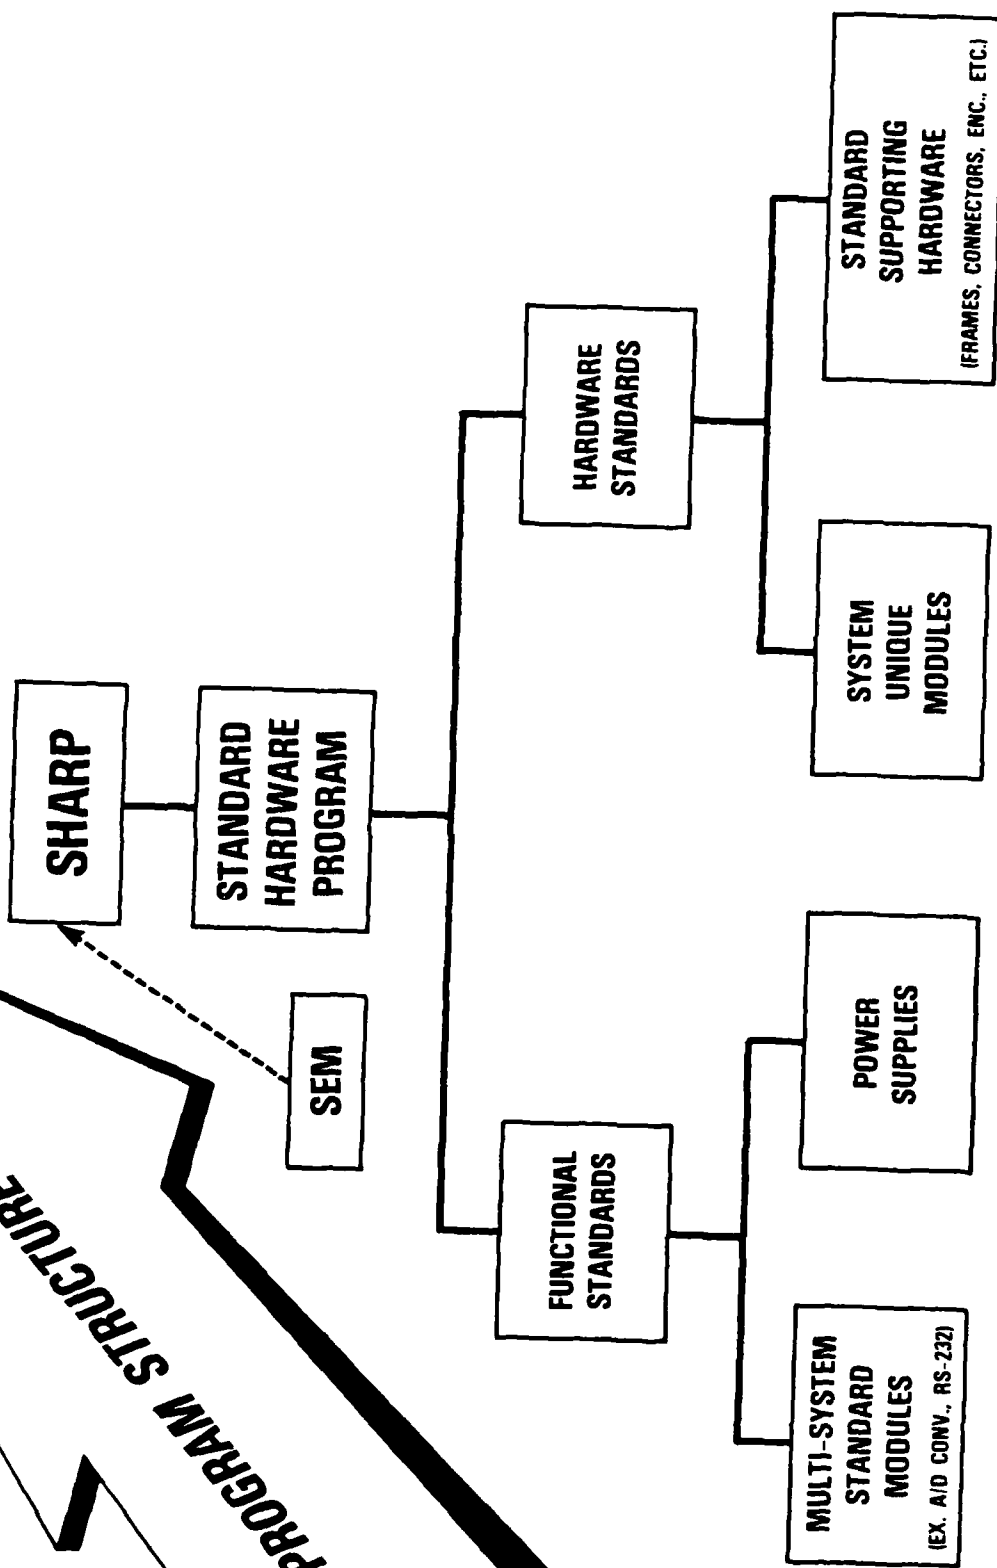 PROGRAM STRUCTURE
SHARP
STANDARD
HARDWARE
PROGRAM
SEM
FUNCTIONAL
STANDARDS
HARDWARE
STANDARDS
MULTI-SYSTEM
STANDARD
MODULES
(EX. A/D CONV., RS-232)
POWER
SUPPLIES
SYSTEM
UNIQUE
MODULES
STANDARD
SUPPORTING
HARDWARE
(FRAMES, CONNECTORS, ENC., ETC.)